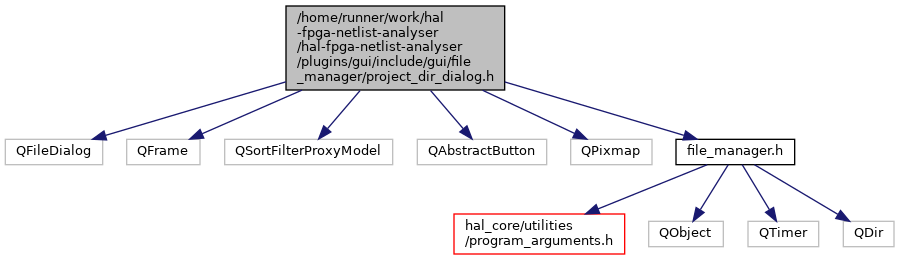 /home/runner/work/hal
-fpga-netlist-analyser
/hal-fpga-netlist-analyser
/plugins/gui/include/gui/file
_manager/project_dir_dialog.h
QFileDialog
QFrame
QSortFilterProxyModel
QAbstractButton
QPixmap
file_manager.h
hal_core/utilities
/program_arguments.h
QObject
QTimer
QDir